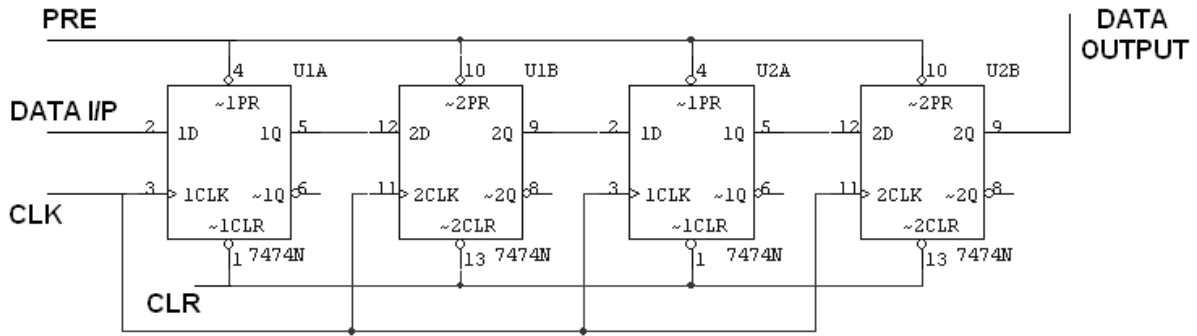 PRE
DATA
OUTPUT
4 U1A
10 U1B
4 U2A
10 U2B
~1PR
~2PR
~1PR
~2PR
DATA I/P
2 1D 1Q 5
12 2D 2Q 9
2 1D 1Q 5
12 2D 2Q 9
CLK
3 1CLK ~1Q 6
11 2CLK ~2Q 8
3 1CLK ~1Q 6
11 2CLK ~2Q 8
~1CLR
~2CLR
~1CLR
~2CLR
1 7474N
13 7474N
1 7474N
13 7474N
CLR